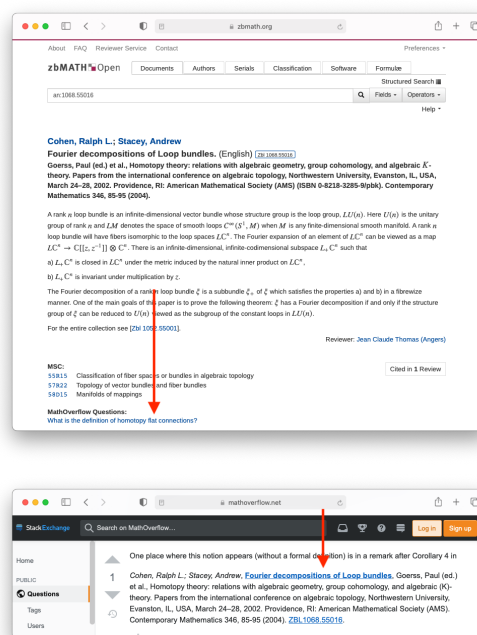 zbmath.org
About FAQ Reviewer Service Contact Preferences
zbMATH Open Documents Authors Serials Classification Software Formulæ
Structured Search
an:1068.55016 Fields Operators
Help
Cohen, Ralph L.; Stacey, Andrew
Fourier decompositions of Loop bundles. (English) Zbl 1068.55016
Goerss, Paul (ed.) et al., Homotopy theory: relations with algebraic geometry, group cohomology, and algebraic K-
theory. Papers from the international conference on algebraic topology, Northwestern University, Evanston, IL, USA,
March 24–28, 2002. Providence, RI: American Mathematical Society (AMS) (ISBN 0-8218-3285-9/pbk). Contemporary
Mathematics 346, 85-95 (2004).
A rank n loop bundle is an infinite-dimensional vector bundle whose structure group is the loop group, LU(n). Here U(n) is the unitary
group of rank n and LM denotes the space of smooth loops C^∞(S¹, M) when M is any finite-dimensional smooth manifold. A rank n
loop bundle will have fibers isomorphic to the loop spaces Lℂⁿ. The Fourier expansion of an element of Lℂⁿ can be viewed as a map
Lℂⁿ → ℂ[[z, z⁻¹]] ⊗ ℂⁿ. There is an infinite-dimensional, infinite-codimensional subspace L₊ℂⁿ such that
a) L₊ℂⁿ is closed in Lℂⁿ under the metric induced by the natural inner product on Lℂⁿ,
b) L₊ℂⁿ is invariant under multiplication by z.
The Fourier decomposition of a rank n loop bundle ξ is a subbundle ξ₊ of ξ which satisfies the properties a) and b) in a fibrewize
manner. One of the main goals of this paper is to prove the following theorem: ξ has a Fourier decomposition if and only if the structure
group of ξ can be reduced to U(n) viewed as the subgroup of the constant loops in LU(n).
For the entire collection see [Zbl 1052.55001].
Reviewer: Jean Claude Thomas (Angers)
MSC: Cited in 1 Review
55R15 Classification of fiber spaces or bundles in algebraic topology
57R22 Topology of vector bundles and fiber bundles
58D15 Manifolds of mappings
MathOverflow Questions:
What is the definition of homotopy flat connections?
mathoverflow.net
StackExchange Search on MathOverflow... Log in Sign up
Home
PUBLIC
Questions
Tags
Users
One place where this notion appears (without a formal definition) is in a remark after Corollary 4 in
1
Cohen, Ralph L.; Stacey, Andrew, Fourier decompositions of Loop bundles, Goerss, Paul (ed.)
et al., Homotopy theory: relations with algebraic geometry, group cohomology, and algebraic (K)-
theory. Papers from the international conference on algebraic topology, Northwestern University,
Evanston, IL, USA, March 24–28, 2002. Providence, RI: American Mathematical Society (AMS).
Contemporary Mathematics 346, 85-95 (2004). ZBL1068.55016.